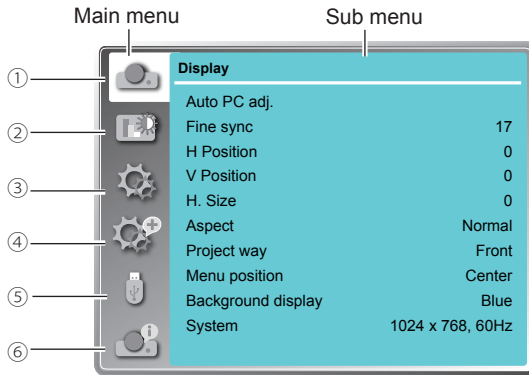 Main menu
Sub menu
① Display
Auto PC adj.
② Fine sync 17
H Position 0
V Position 0
③ H. Size 0
Aspect Normal
④ Project way Front
Menu position Center
⑤ Background display Blue
System 1024 x 768, 60Hz
⑥